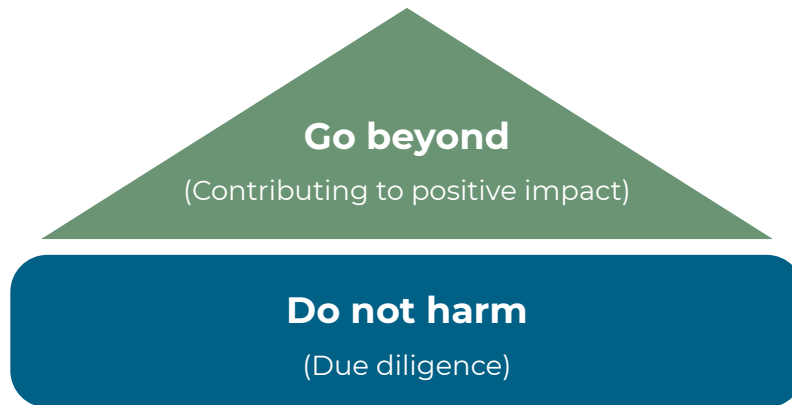 Go beyond
(Contributing to positive impact)
Do not harm
(Due diligence)